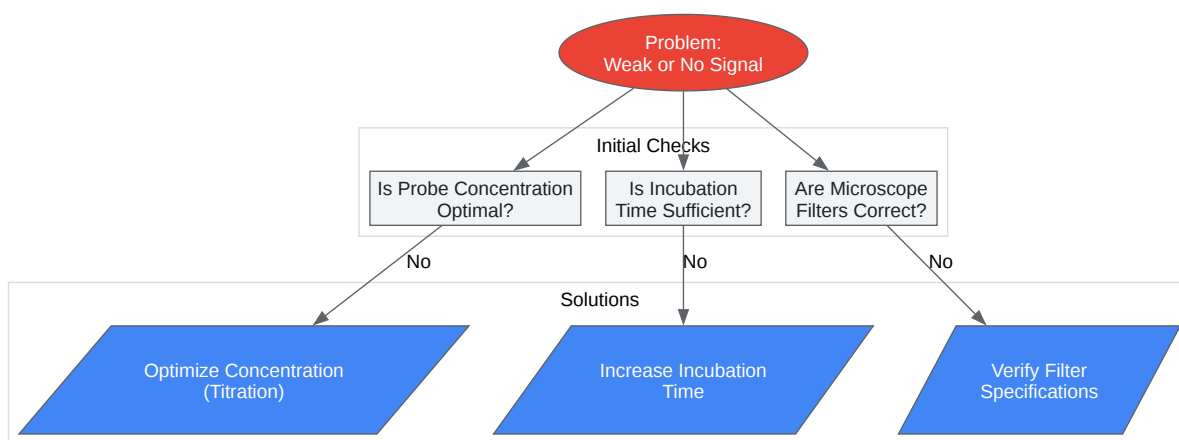 Problem:
Weak or No Signal
Initial Checks
Is Probe Concentration
Optimal?
Is Incubation
Time Sufficient?
Are Microscope
Filters Correct?
No
No
No
Solutions
Optimize Concentration
(Titration)
Increase Incubation
Time
Verify Filter
Specifications